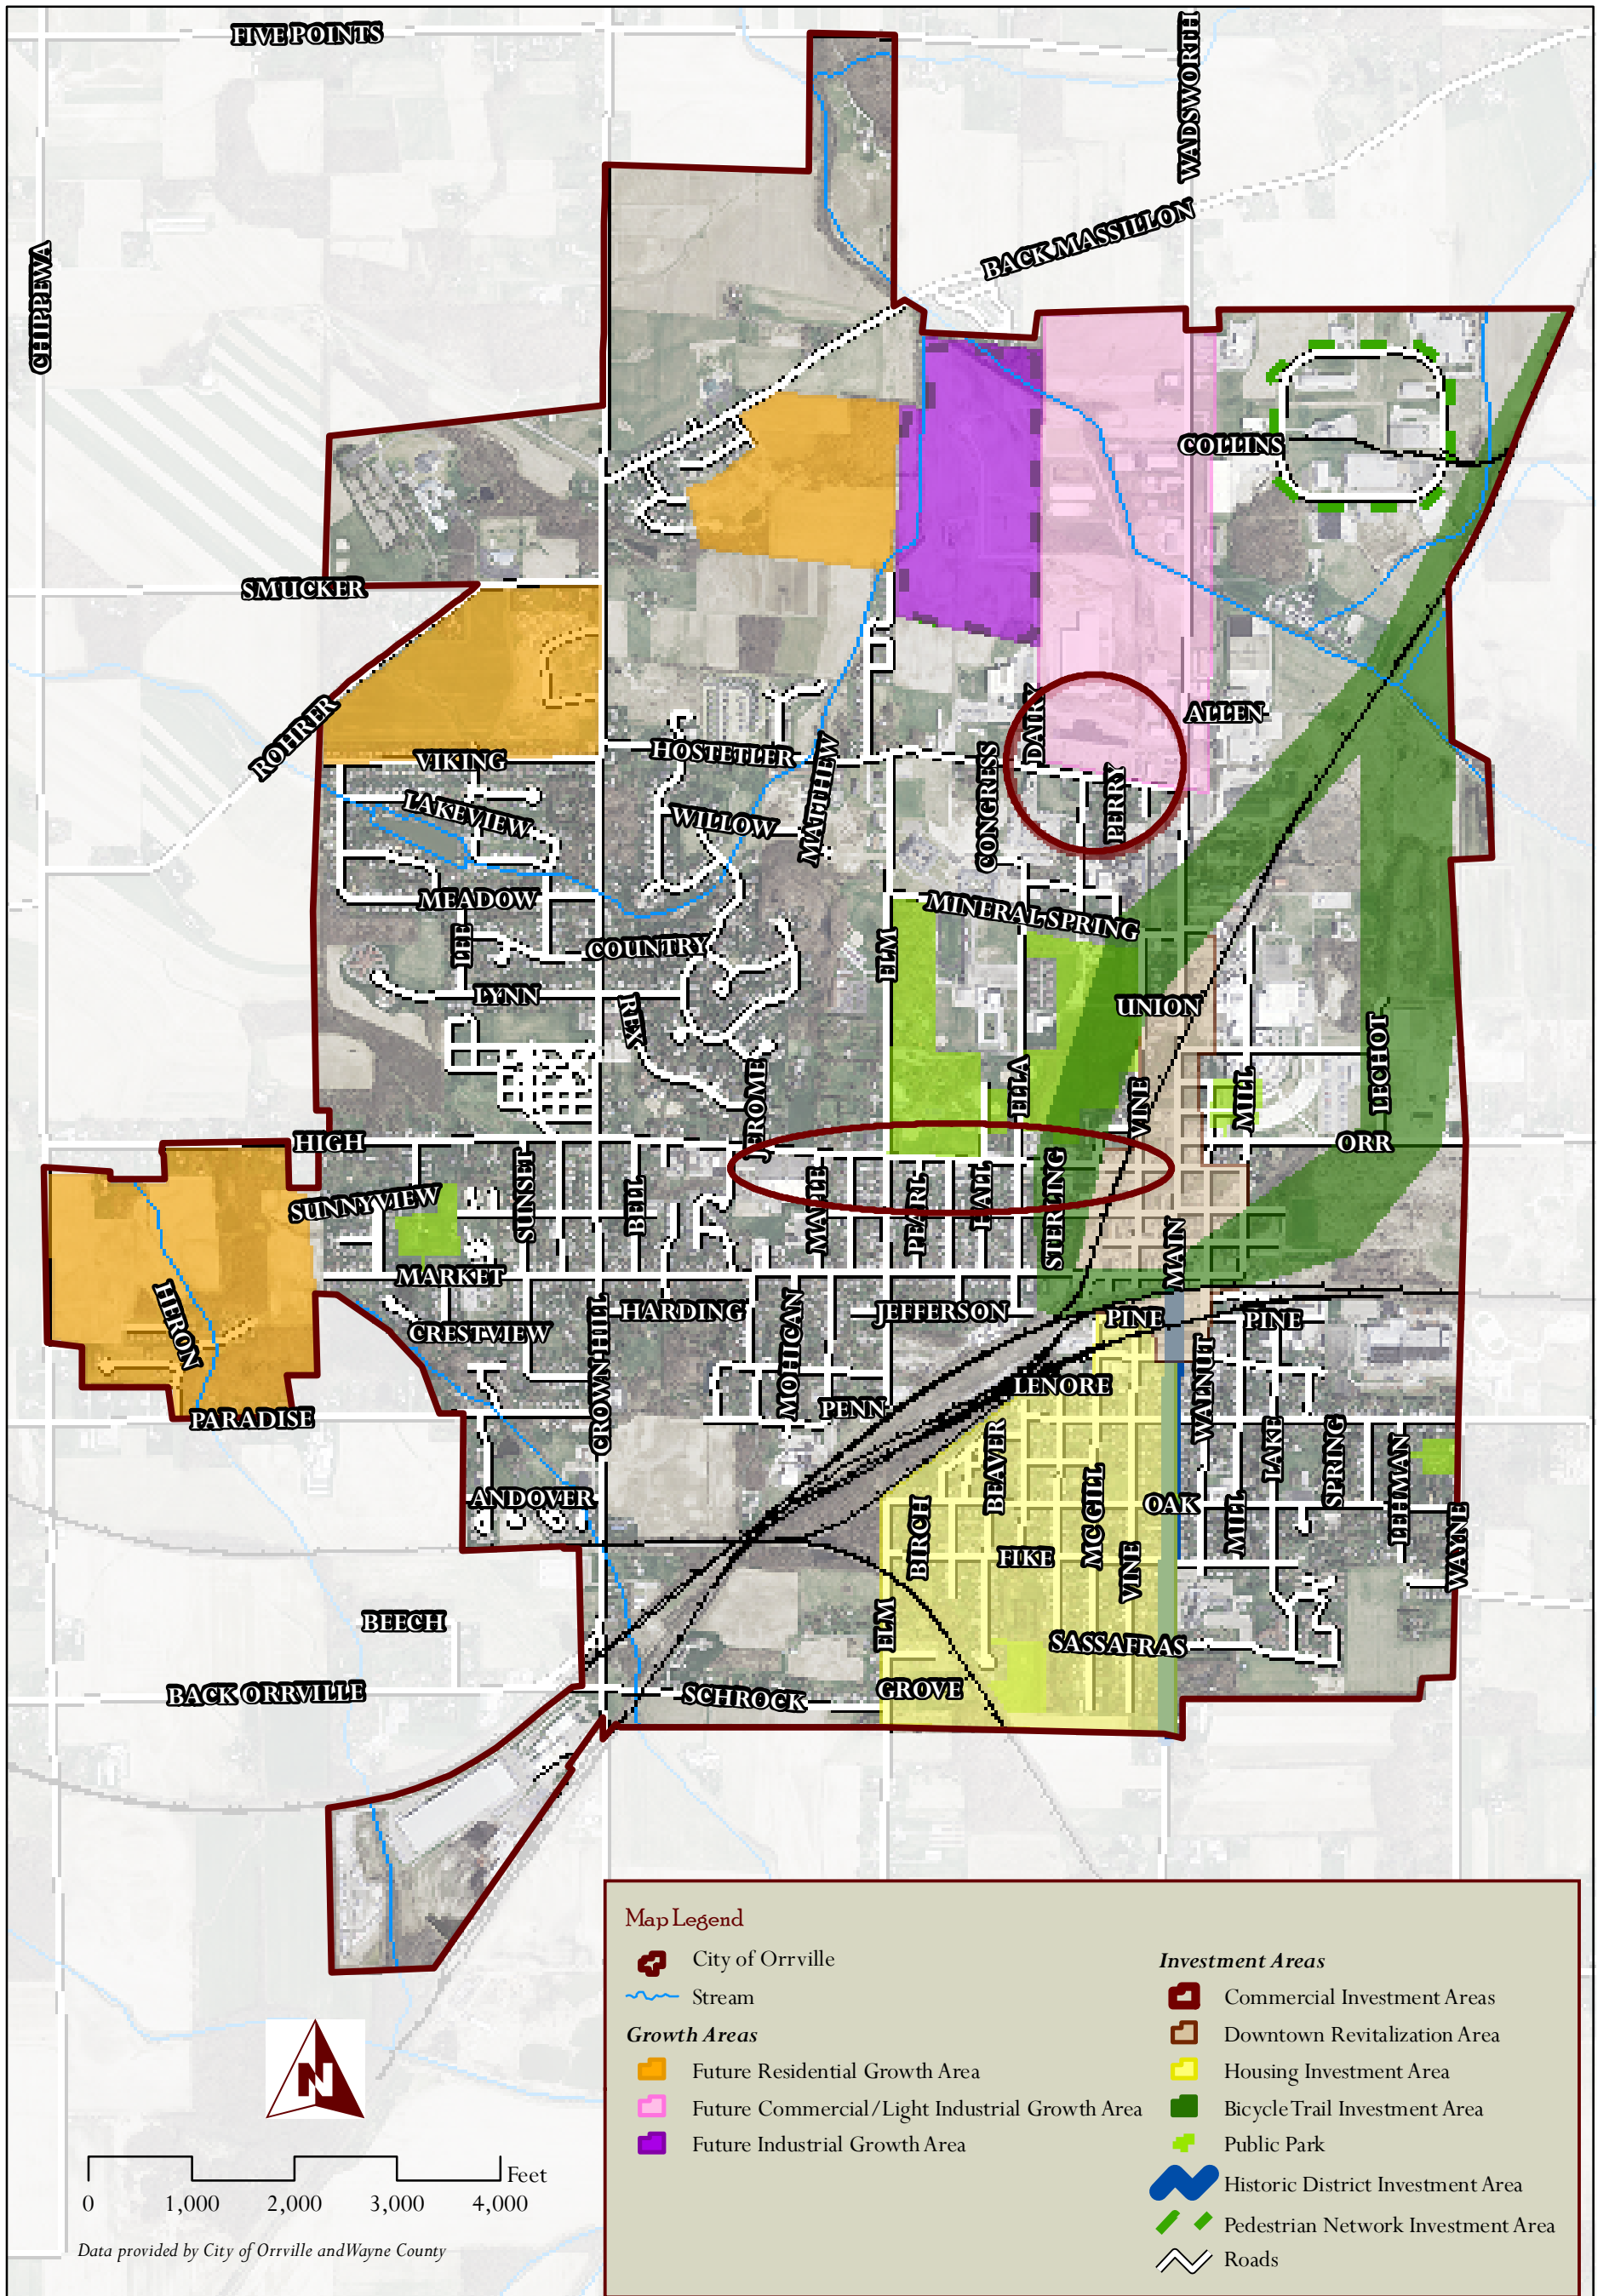 FIVE POINTS
WADSWORTH
CHIPPEWA
BACK MASSILLON
COLLINS
SMUCKER
ROHRER
DAIRY
ALLEN
VIKING
HOSTETLER
MATTHEW
CONGRESS
PERRY
LAKEVIEW
WILLOW
MEADOW
MINERAL SPRING
LEE
COUNTRY
ELM
LYNN
REX
UNION
LECHOT
JEROME
ELLA
VINE
MILL
HIGH
ORR
SUNNYVIEW
SUNSET
BELL
MAPLE
PEARL
HALL
STERLING
MAIN
MARKET
HERON
HARDING
MOHICAN
JEFFERSON
PINE
PINE
CRESTVIEW
CROWN HILL
LENORE
WALNUT
PARADISE
PENN
BEAVER
LAKE
SPRING
LEHMAN
ANDOVER
BIRCH
MC GILL
OAK
MILL
WAYNE
FIKE
VINE
BEECH
ELM
SASSAFRAS
BACK ORRVILLE
SCHROCK
GROVE
Map Legend
City of Orrville
Stream
Growth Areas
Future Residential Growth Area
Future Commercial/Light Industrial Growth Area
Future Industrial Growth Area
Investment Areas
Commercial Investment Areas
Downtown Revitalization Area
Housing Investment Area
Bicycle Trail Investment Area
Public Park
Historic District Investment Area
Pedestrian Network Investment Area
Roads
N
Feet
0 1,000 2,000 3,000 4,000
Data provided by City of Orrville and Wayne County